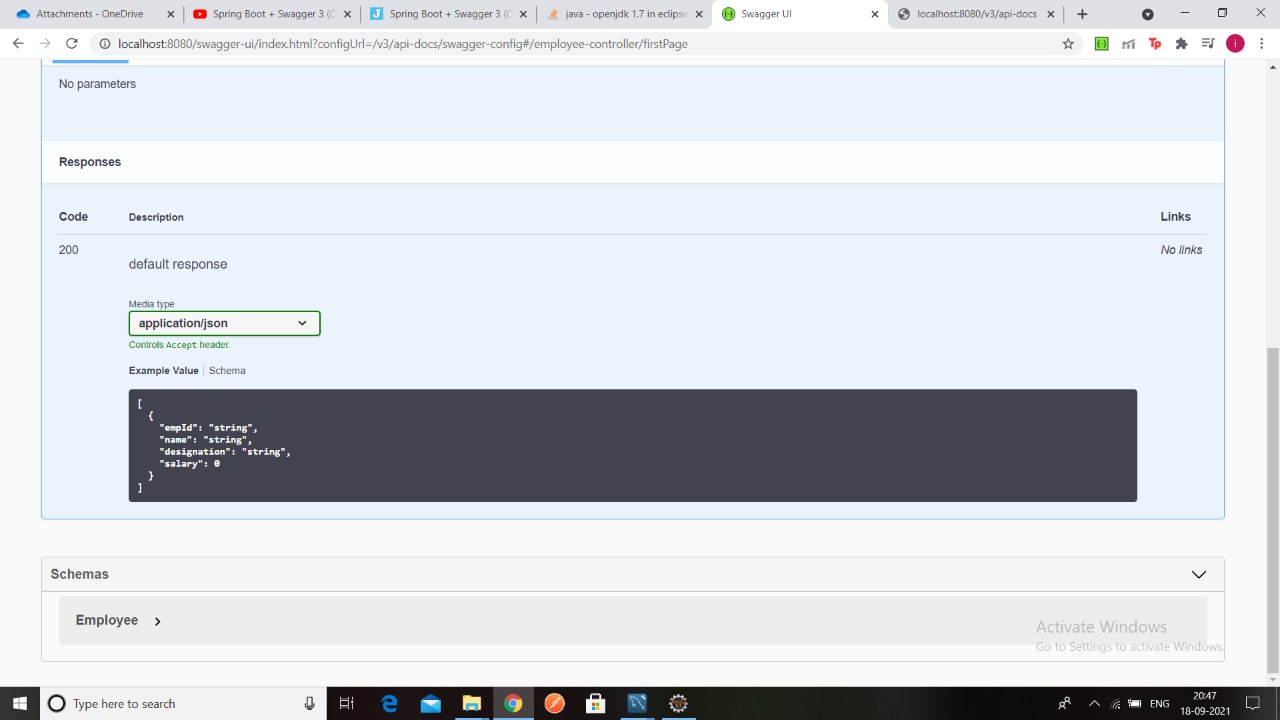 Attachments - OneDrive
Spring Boot + Swagger 3 (O
Spring Boot + Swagger 3 (O
java - openjdk 17 in eclipse
Swagger UI
localhost:8080/v3/api-docs
localhost:8080/swagger-ui/index.html?configUrl=/v3/api-docs/swagger-config#/employee-controller/firstPage
No parameters
Responses
Code Description Links
200 No links
default response
Media type
application/json
Controls Accept header.
Example Value Schema
[
{
"empId": "string",
"name": "string",
"designation": "string",
"salary": 0
}
]
Schemas
Employee
Activate Windows
Go to Settings to activate Windows.
Type here to search
ENG
20:47
18-09-2021